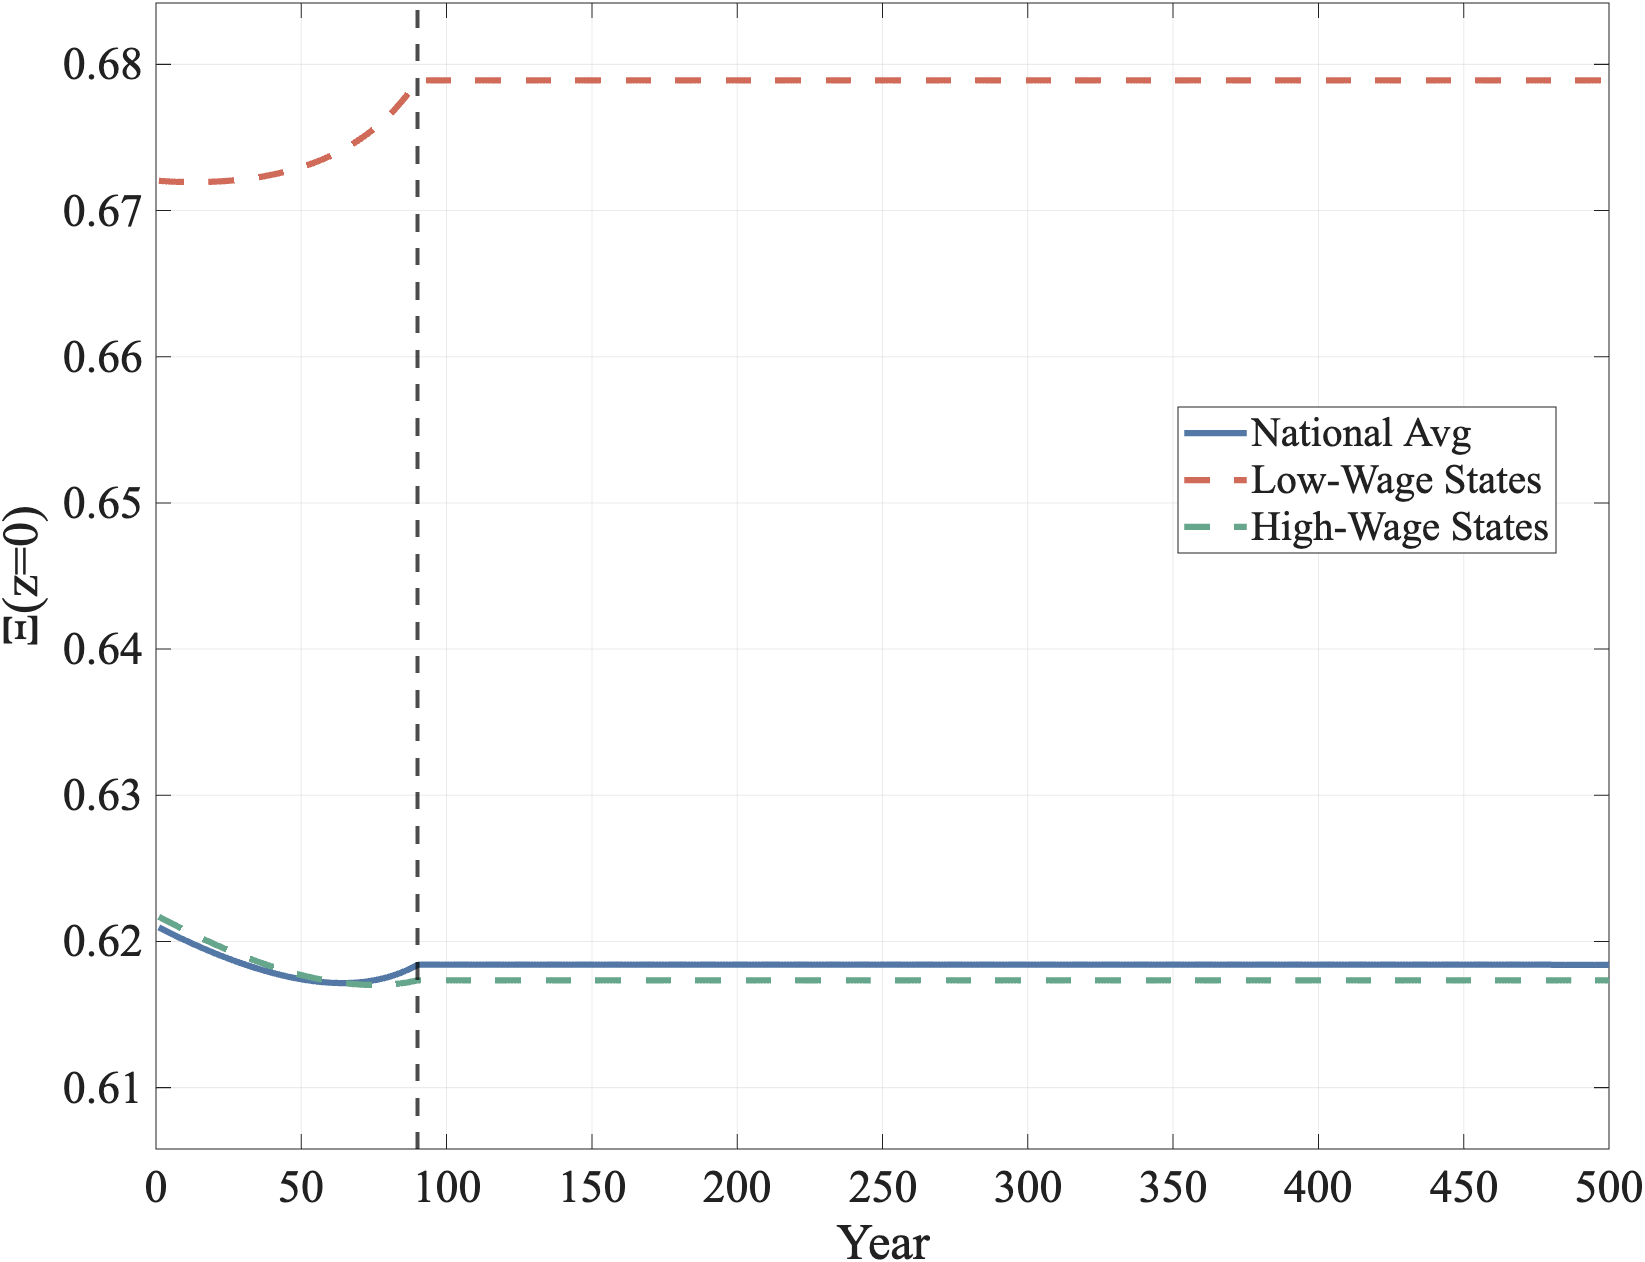 0.68
0.67
0.66
0.65
0.64
0.63
0.62
0.61
Ξ(z=0)
National Avg
Low-Wage States
High-Wage States
0 50 100 150 200 250 300 350 400 450 500
Year